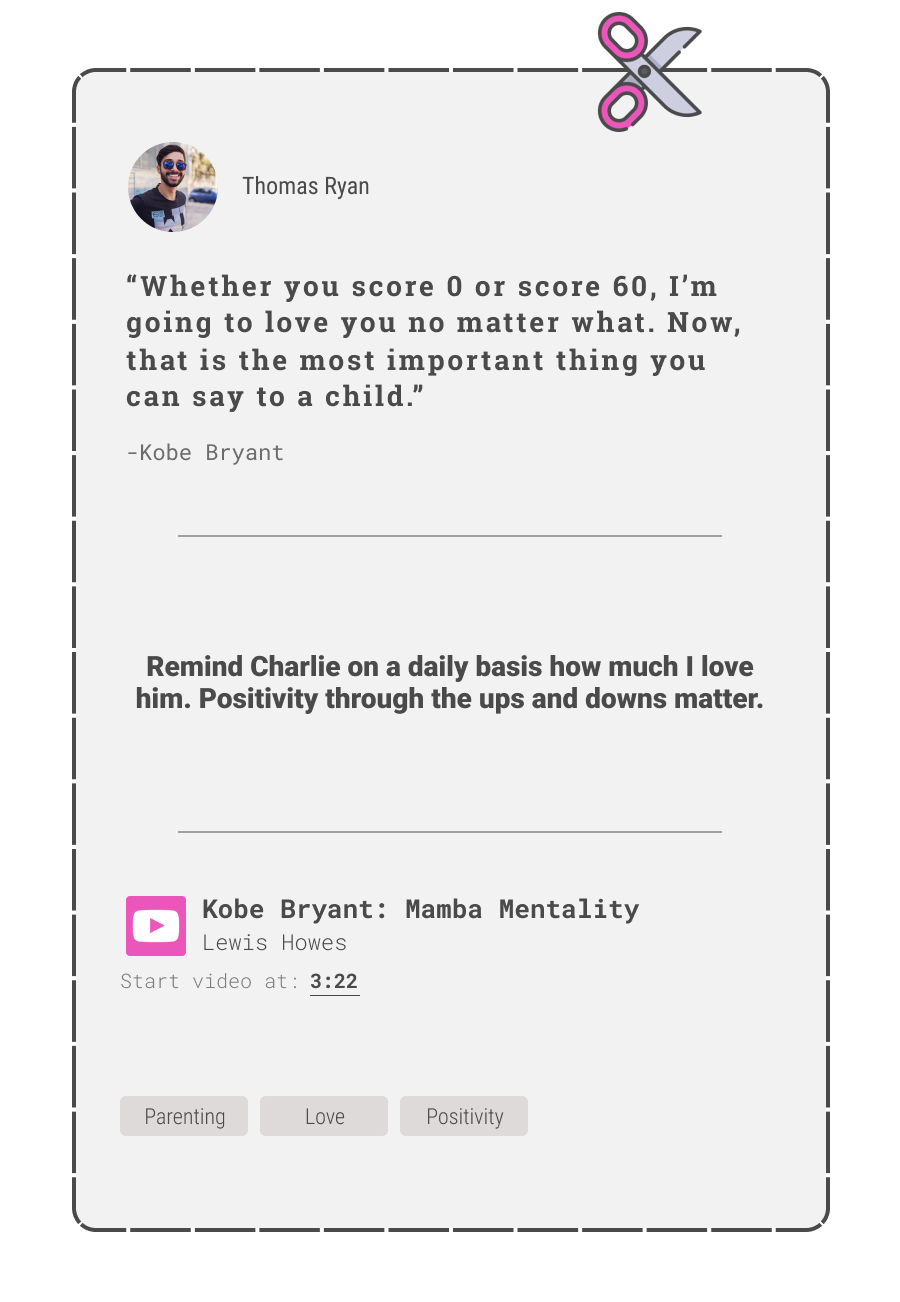 Thomas Ryan
“Whether you score 0 or score 60, I’m
going to love you no matter what. Now,
that is the most important thing you
can say to a child.”
-Kobe Bryant
Remind Charlie on a daily basis how much I love
him. Positivity through the ups and downs matter.
Kobe Bryant: Mamba Mentality
Lewis Howes
Start video at: 3:22
Parenting Love Positivity